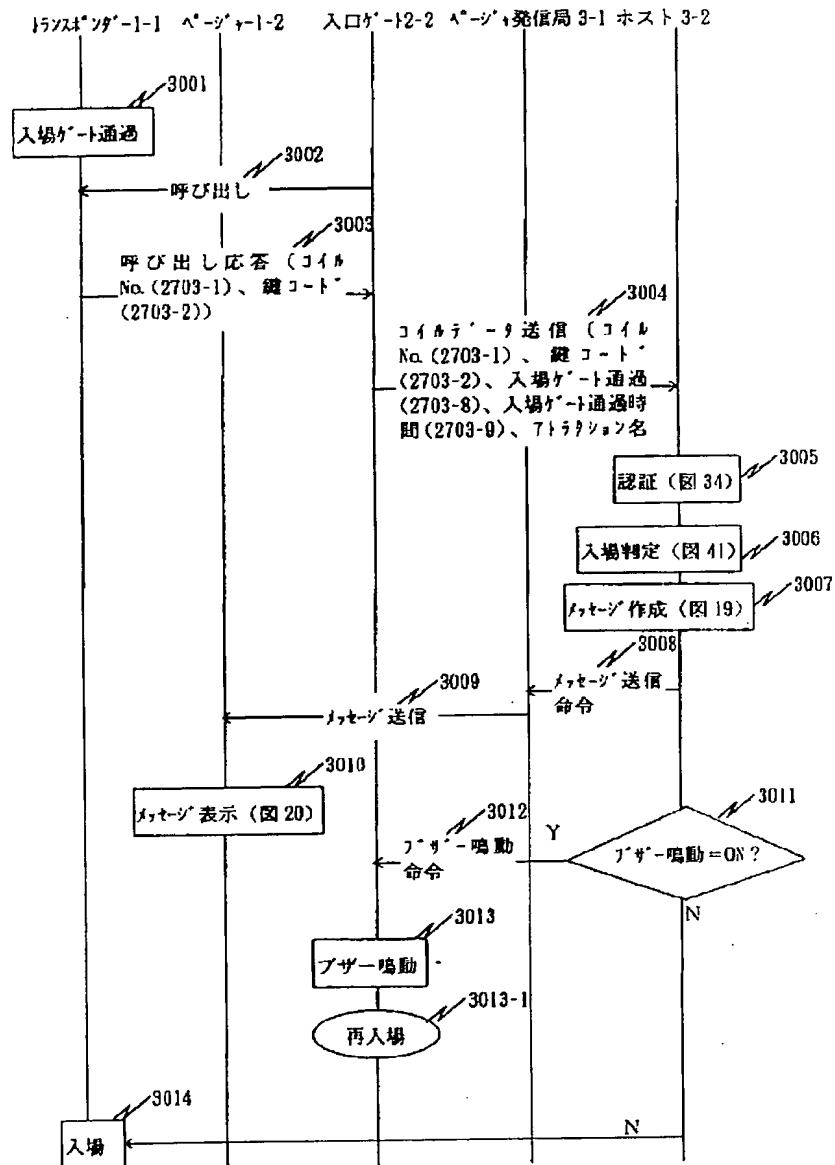 トランスポンダー1-1 ページャー1-2 入口ゲート2-2 ページャ発信局 3-1 ホスト 3-2
3001
入場ゲート通過
3002
呼び出し
3003
呼び出し応答（コイル
No.(2703-1)、鍵コード
(2703-2))
3004
コイルデータ送信（コイル
No.(2703-1)、鍵コード
(2703-2)、入場ゲート通過
(2703-8)、入場ゲート通過時
間(2703-9)、アトラクション名
3005
認証（図 34）
3006
入場判定（図 41）
3007
メッセージ作成（図 19）
3008
メッセージ送信
命令
3009
メッセージ送信
3010
メッセージ表示（図 20）
3011
ブザー鳴動＝ON？
Y
3012
ブザー鳴動
命令
N
3013
ブザー鳴動
3013-1
再入場
3014
入場
N